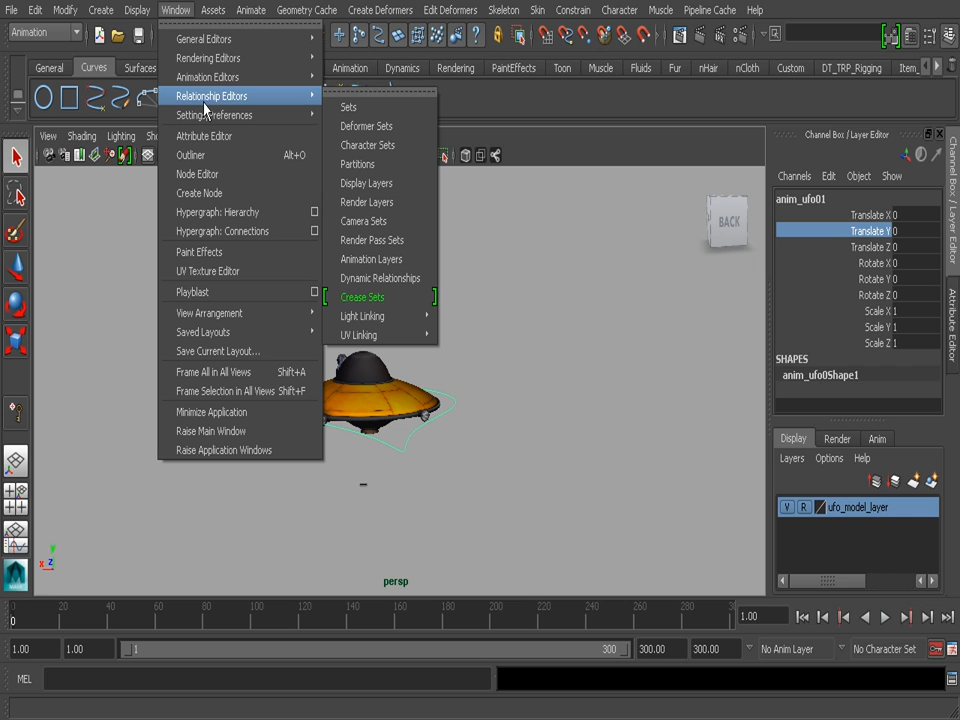 File Edit Modify Create Display Window Assets Animate Geometry Cache Create Deformers Edit Deformers Skeleton Skin Constrain Character Muscle Pipeline Cache Help
Animation
General Curves Surfaces Animation Dynamics Rendering PaintEffects Toon Muscle Fluids Fur nHair nCloth Custom DT_TRP_Rigging Item_
General Editors
Rendering Editors
Animation Editors
Relationship Editors
Attribute Editor
Outliner Alt+O
Node Editor
Create Node
Hypergraph: Hierarchy
Hypergraph: Connections
Paint Effects
UV Texture Editor
Playblast
View Arrangement
Saved Layouts
Save Current Layout...
Frame All in All Views Shift+A
Frame Selection in All Views Shift+F
Minimize Application
Raise Main Window
Raise Application Windows
Sets
Deformer Sets
Character Sets
Partitions
Display Layers
Render Layers
Camera Sets
Render Pass Sets
Animation Layers
Dynamic Relationships
Crease Sets
Light Linking
UV Linking
View Shading Lighting
BACK
persp
Channel Box / Layer Editor
Channels Edit Object Show
anim_ufo01
Translate X 0
Translate Y 0
Translate Z 0
Rotate X 0
Rotate Y 0
Rotate Z 0
Scale X 1
Scale Y 1
Scale Z 1
SHAPES
anim_ufo0Shape1
Display Render Anim
Layers Options Help
V R ufo_model_layer
Channel Box / Layer Editor
Attribute Editor
y
x z
0 20 40 60 80 100 120 140 160 180 200 220 240 260 280
0
1.00
1.00 1.00 1 300 300.00 300.00 No Anim Layer No Character Set
MEL